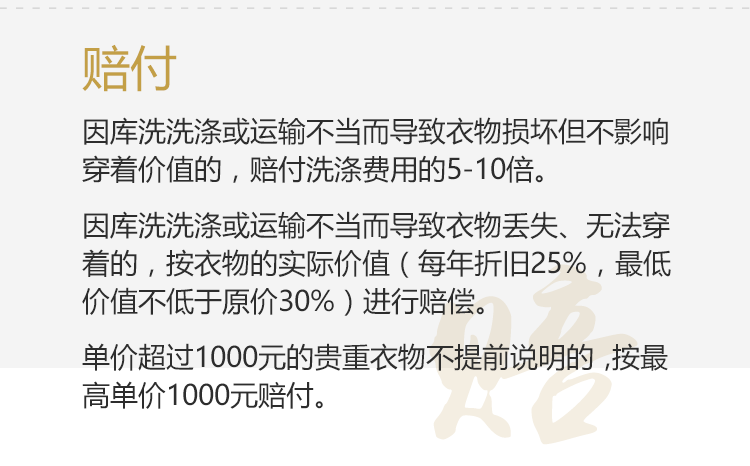 赔付
因库洗洗涤或运输不当而导致衣物损坏但不影响
穿着价值的，赔付洗涤费用的5-10倍。
因库洗洗涤或运输不当而导致衣物丢失、无法穿
着的，按衣物的实际价值（每年折旧25%，最低
价值不低于原价30%）进行赔偿。
单价超过1000元的贵重衣物不提前说明的,按最
高单价1000元赔付。
赔